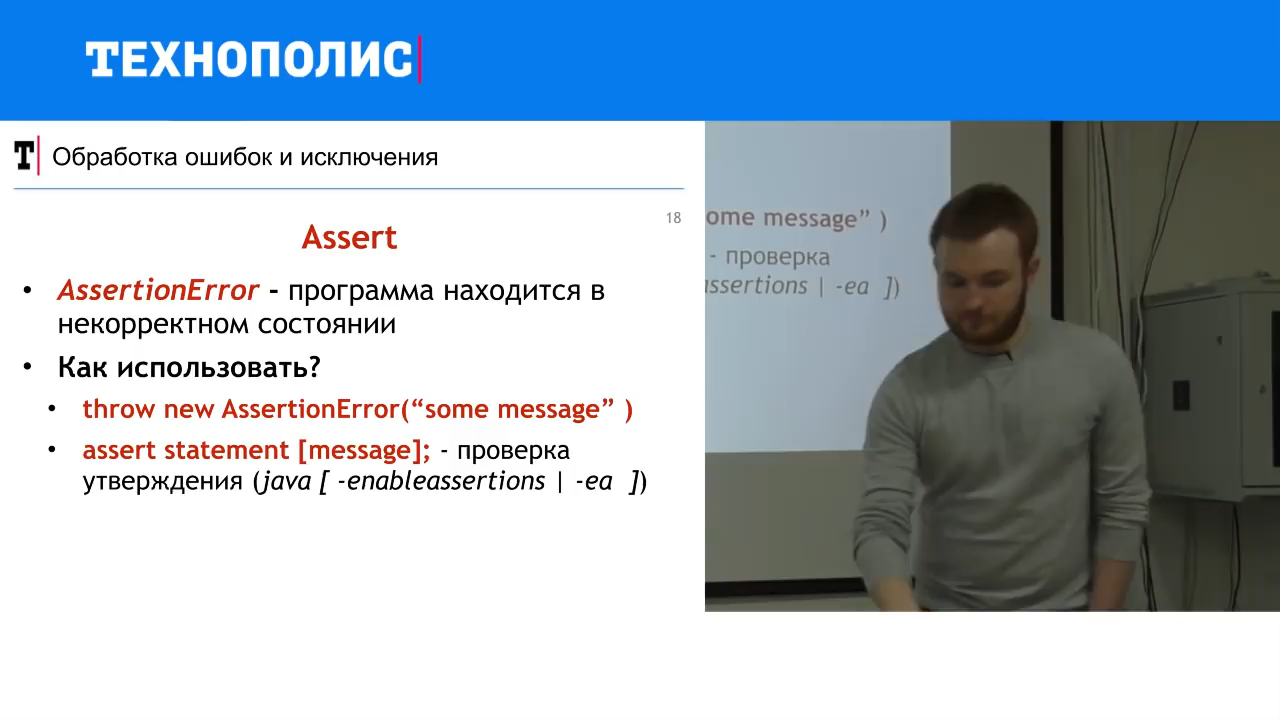 ТЕХНОПОЛИС
Т Обработка ошибок и исключения
18
Assert
• AssertionError - программа находится в
некорректном состоянии
• Как использовать?
• throw new AssertionError(“some message” )
• assert statement [message]; - проверка
утверждения (java [ -enableassertions | -ea ])
ome message” )
- проверка
assertions | -ea ])